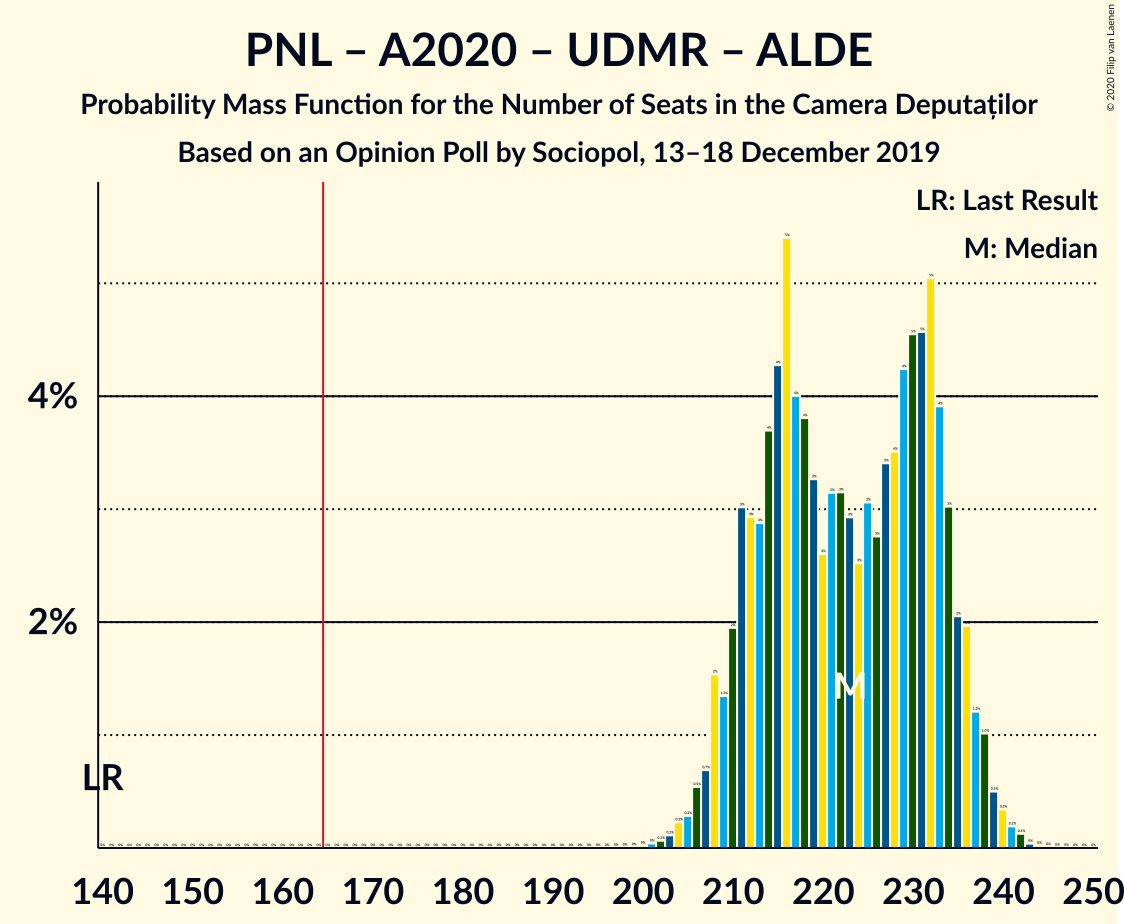 PNL – A2020 – UDMR – ALDE
Probability Mass Function for the Number of Seats in the Camera Deputaților
Based on an Opinion Poll by Sociopol, 13–18 December 2019
© 2020 Filip van Laenen
LR: Last Result
M: Median
4%
2%
LR
M
140 150 160 170 180 190 200 210 220 230 240 250